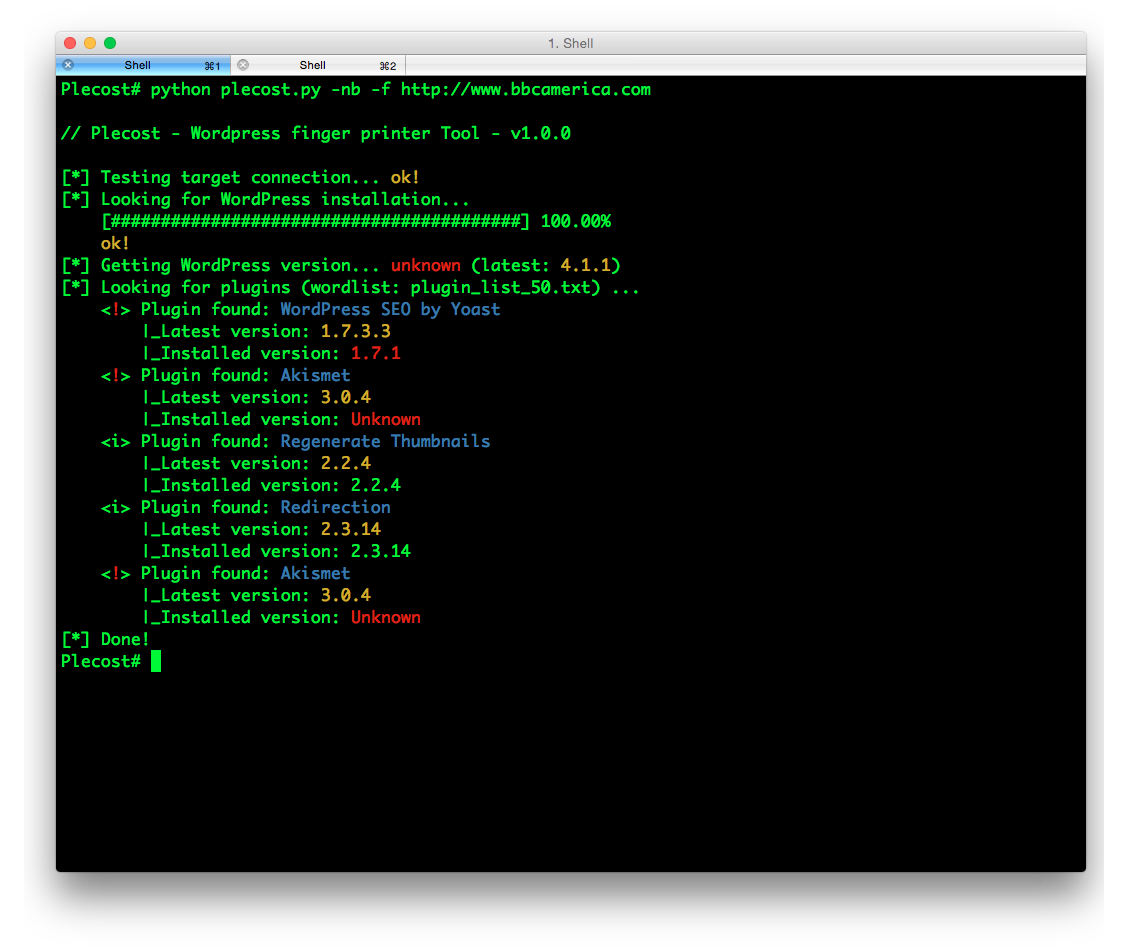 1. Shell
Shell ⌘1 Shell ⌘2
Plecost# python plecost.py -nb -f http://www.bbcamerica.com
// Plecost - Wordpress finger printer Tool - v1.0.0
[*] Testing target connection... ok!
[*] Looking for WordPress installation...
[#########################################] 100.00%
ok!
[*] Getting WordPress version... unknown (latest: 4.1.1)
[*] Looking for plugins (wordlist: plugin_list_50.txt) ...
<!> Plugin found: WordPress SEO by Yoast
|_Latest version: 1.7.3.3
|_Installed version: 1.7.1
<!> Plugin found: Akismet
|_Latest version: 3.0.4
|_Installed version: Unknown
<i> Plugin found: Regenerate Thumbnails
|_Latest version: 2.2.4
|_Installed version: 2.2.4
<i> Plugin found: Redirection
|_Latest version: 2.3.14
|_Installed version: 2.3.14
<!> Plugin found: Akismet
|_Latest version: 3.0.4
|_Installed version: Unknown
[*] Done!
Plecost#